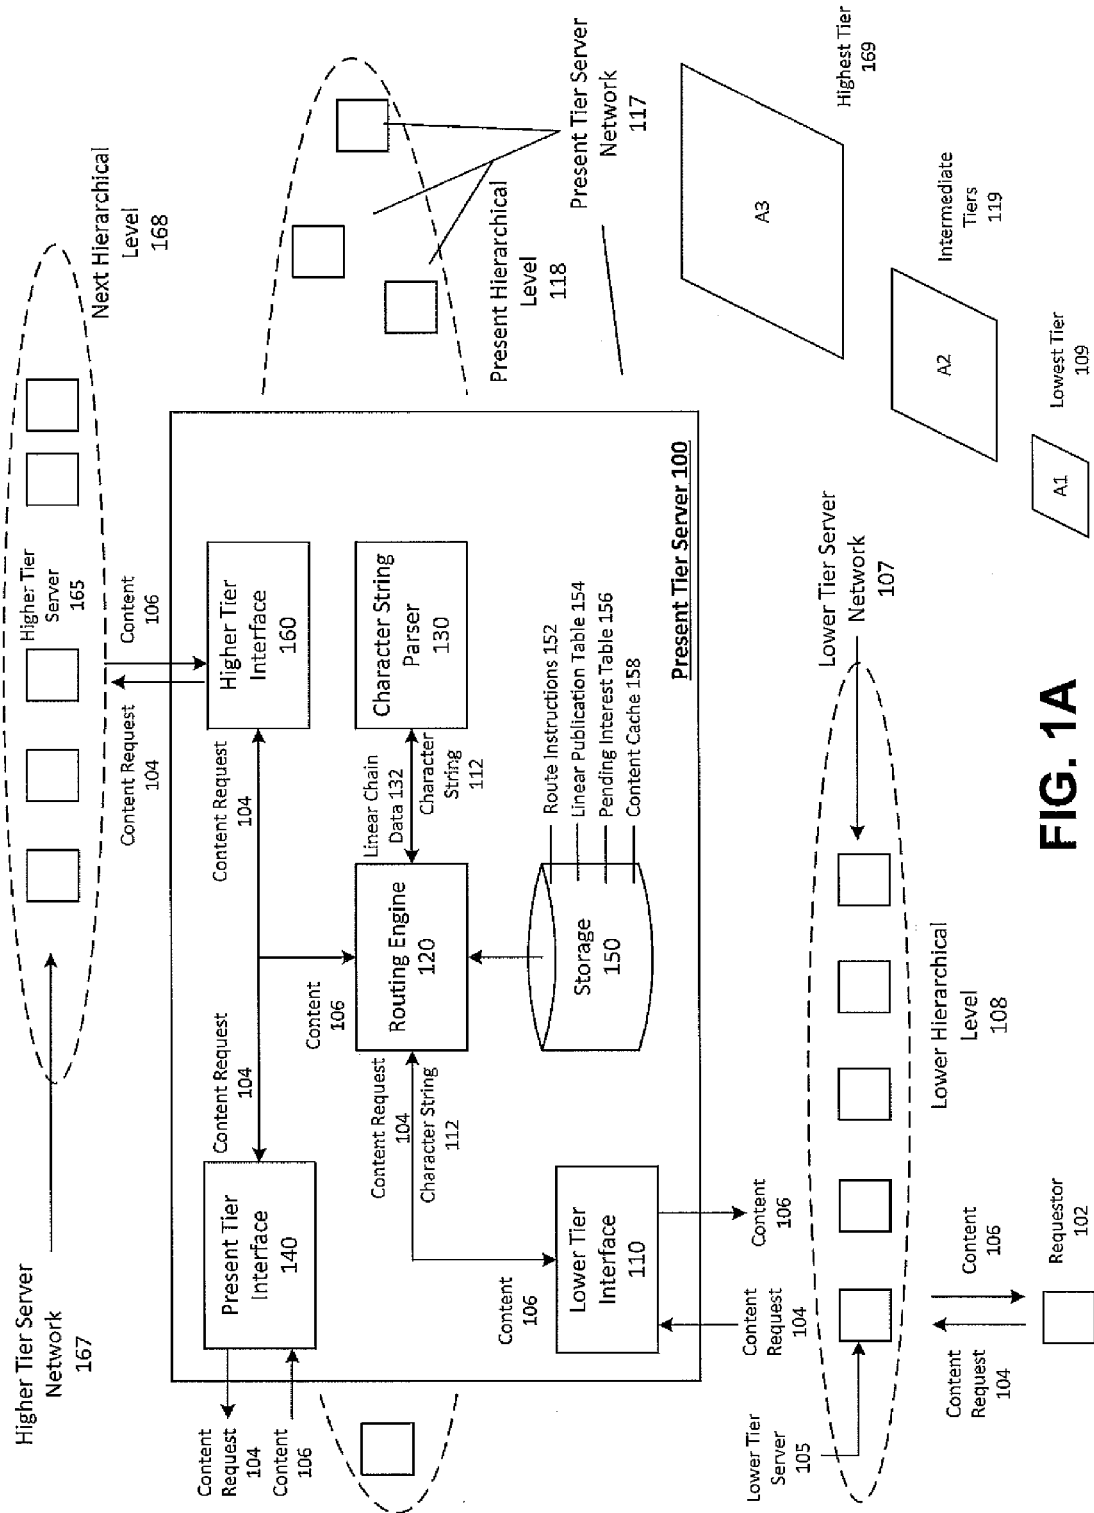 Higher Tier Server
Network
167
Next Hierarchical
Level
168
Higher Tier
Server
165
Content Request
104
Content
106
Content
Request
104
Content
106
Present Tier
Interface
140
Content Request
104
Content Request
104
Higher Tier
Interface
160
Content
106
Routing Engine
120
Linear Chain
Data 132
Character
String
112
Character String
Parser
130
Content Request
104
Character String
112
Content
106
Lower Tier
Interface
110
Storage
150
Route Instructions 152
Linear Publication Table 154
Pending Interest Table 156
Content Cache 158
Present Tier Server 100
Present Hierarchical
Level
118
Present Tier Server
Network
117
Content
Request
104
Content
106
Lower Tier
Server
105
Lower Tier Server
Network
107
Lower Hierarchical
Level
108
Content
Request
104
Content
106
Requestor
102
A3
Highest Tier
169
A2
Intermediate
Tiers
119
A1
Lowest Tier
109
FIG. 1A